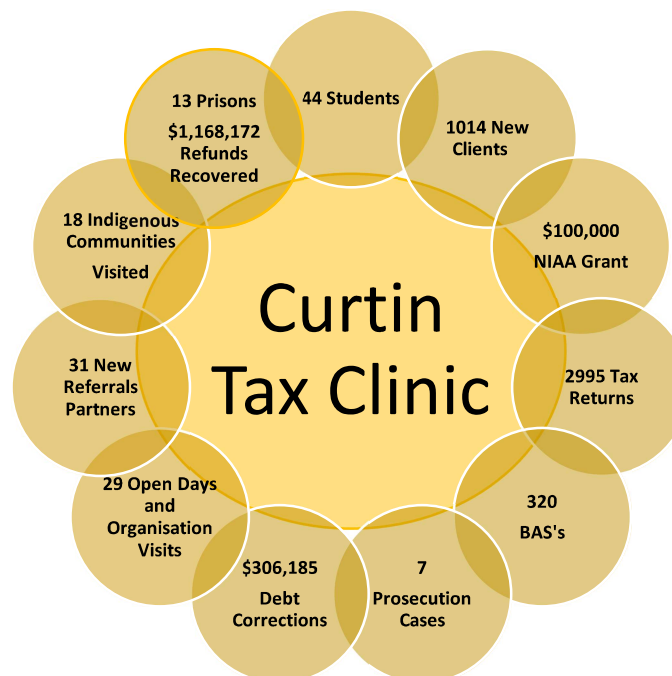 Curtin
Tax Clinic
44 Students
1014 New
Clients
$100,000
NIAA Grant
2995 Tax
Returns
320
BAS's
7
Prosecution
Cases
$306,185
Debt
Corrections
29 Open Days
and
Organisation
Visits
31 New
Referrals
Partners
18 Indigenous
Communities
Visited
13 Prisons
$1,168,172
Refunds
Recovered